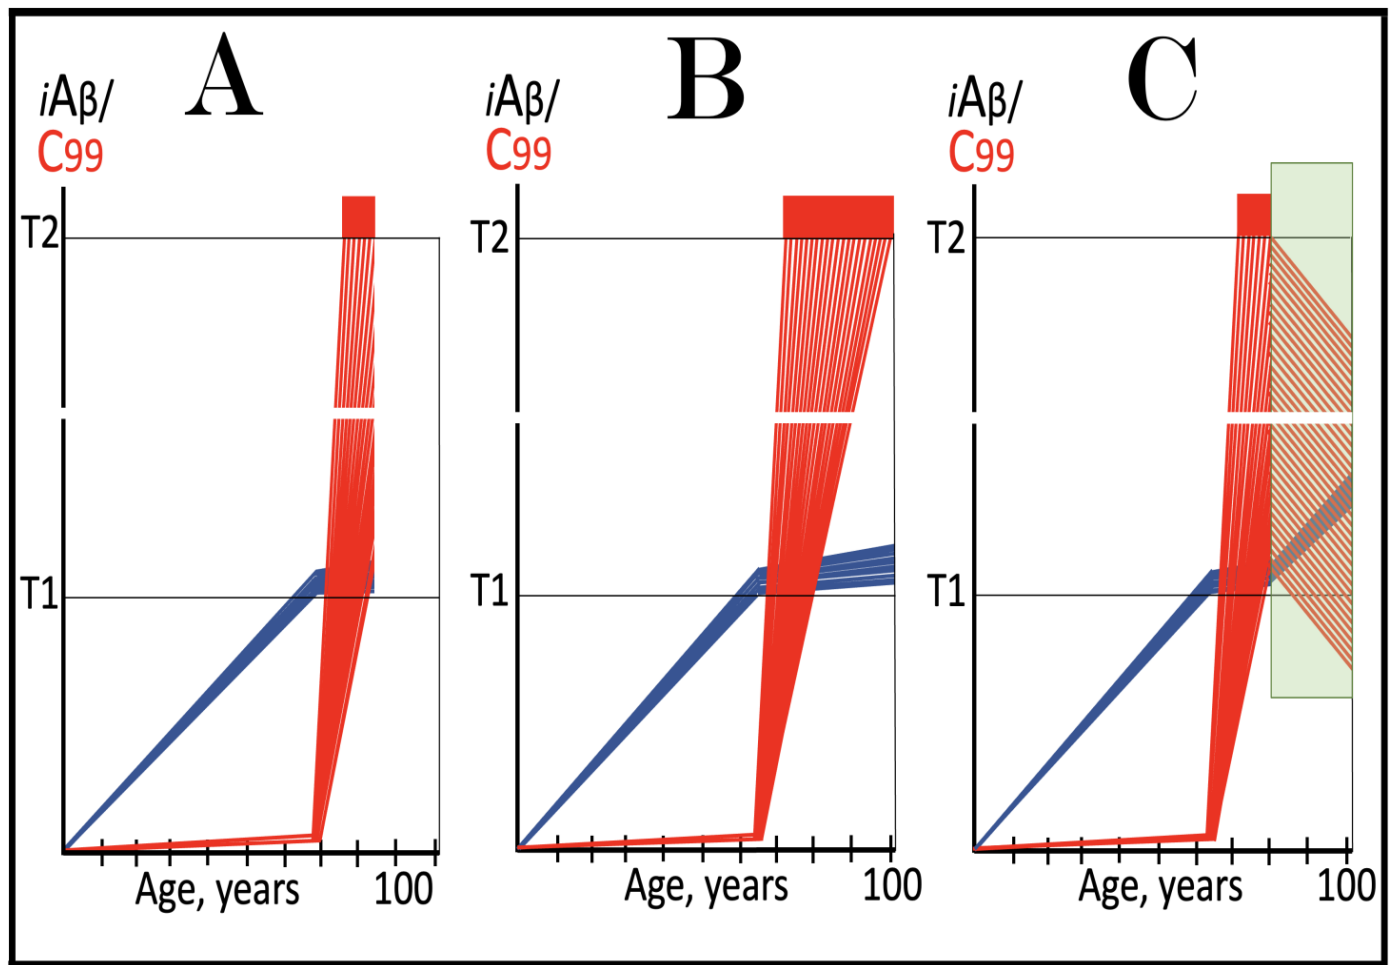 A
iAβ/
C99
T2
T1
Age, years 100
B
iAβ/
C99
T2
T1
Age, years 100
C
iAβ/
C99
T2
T1
Age, years 100